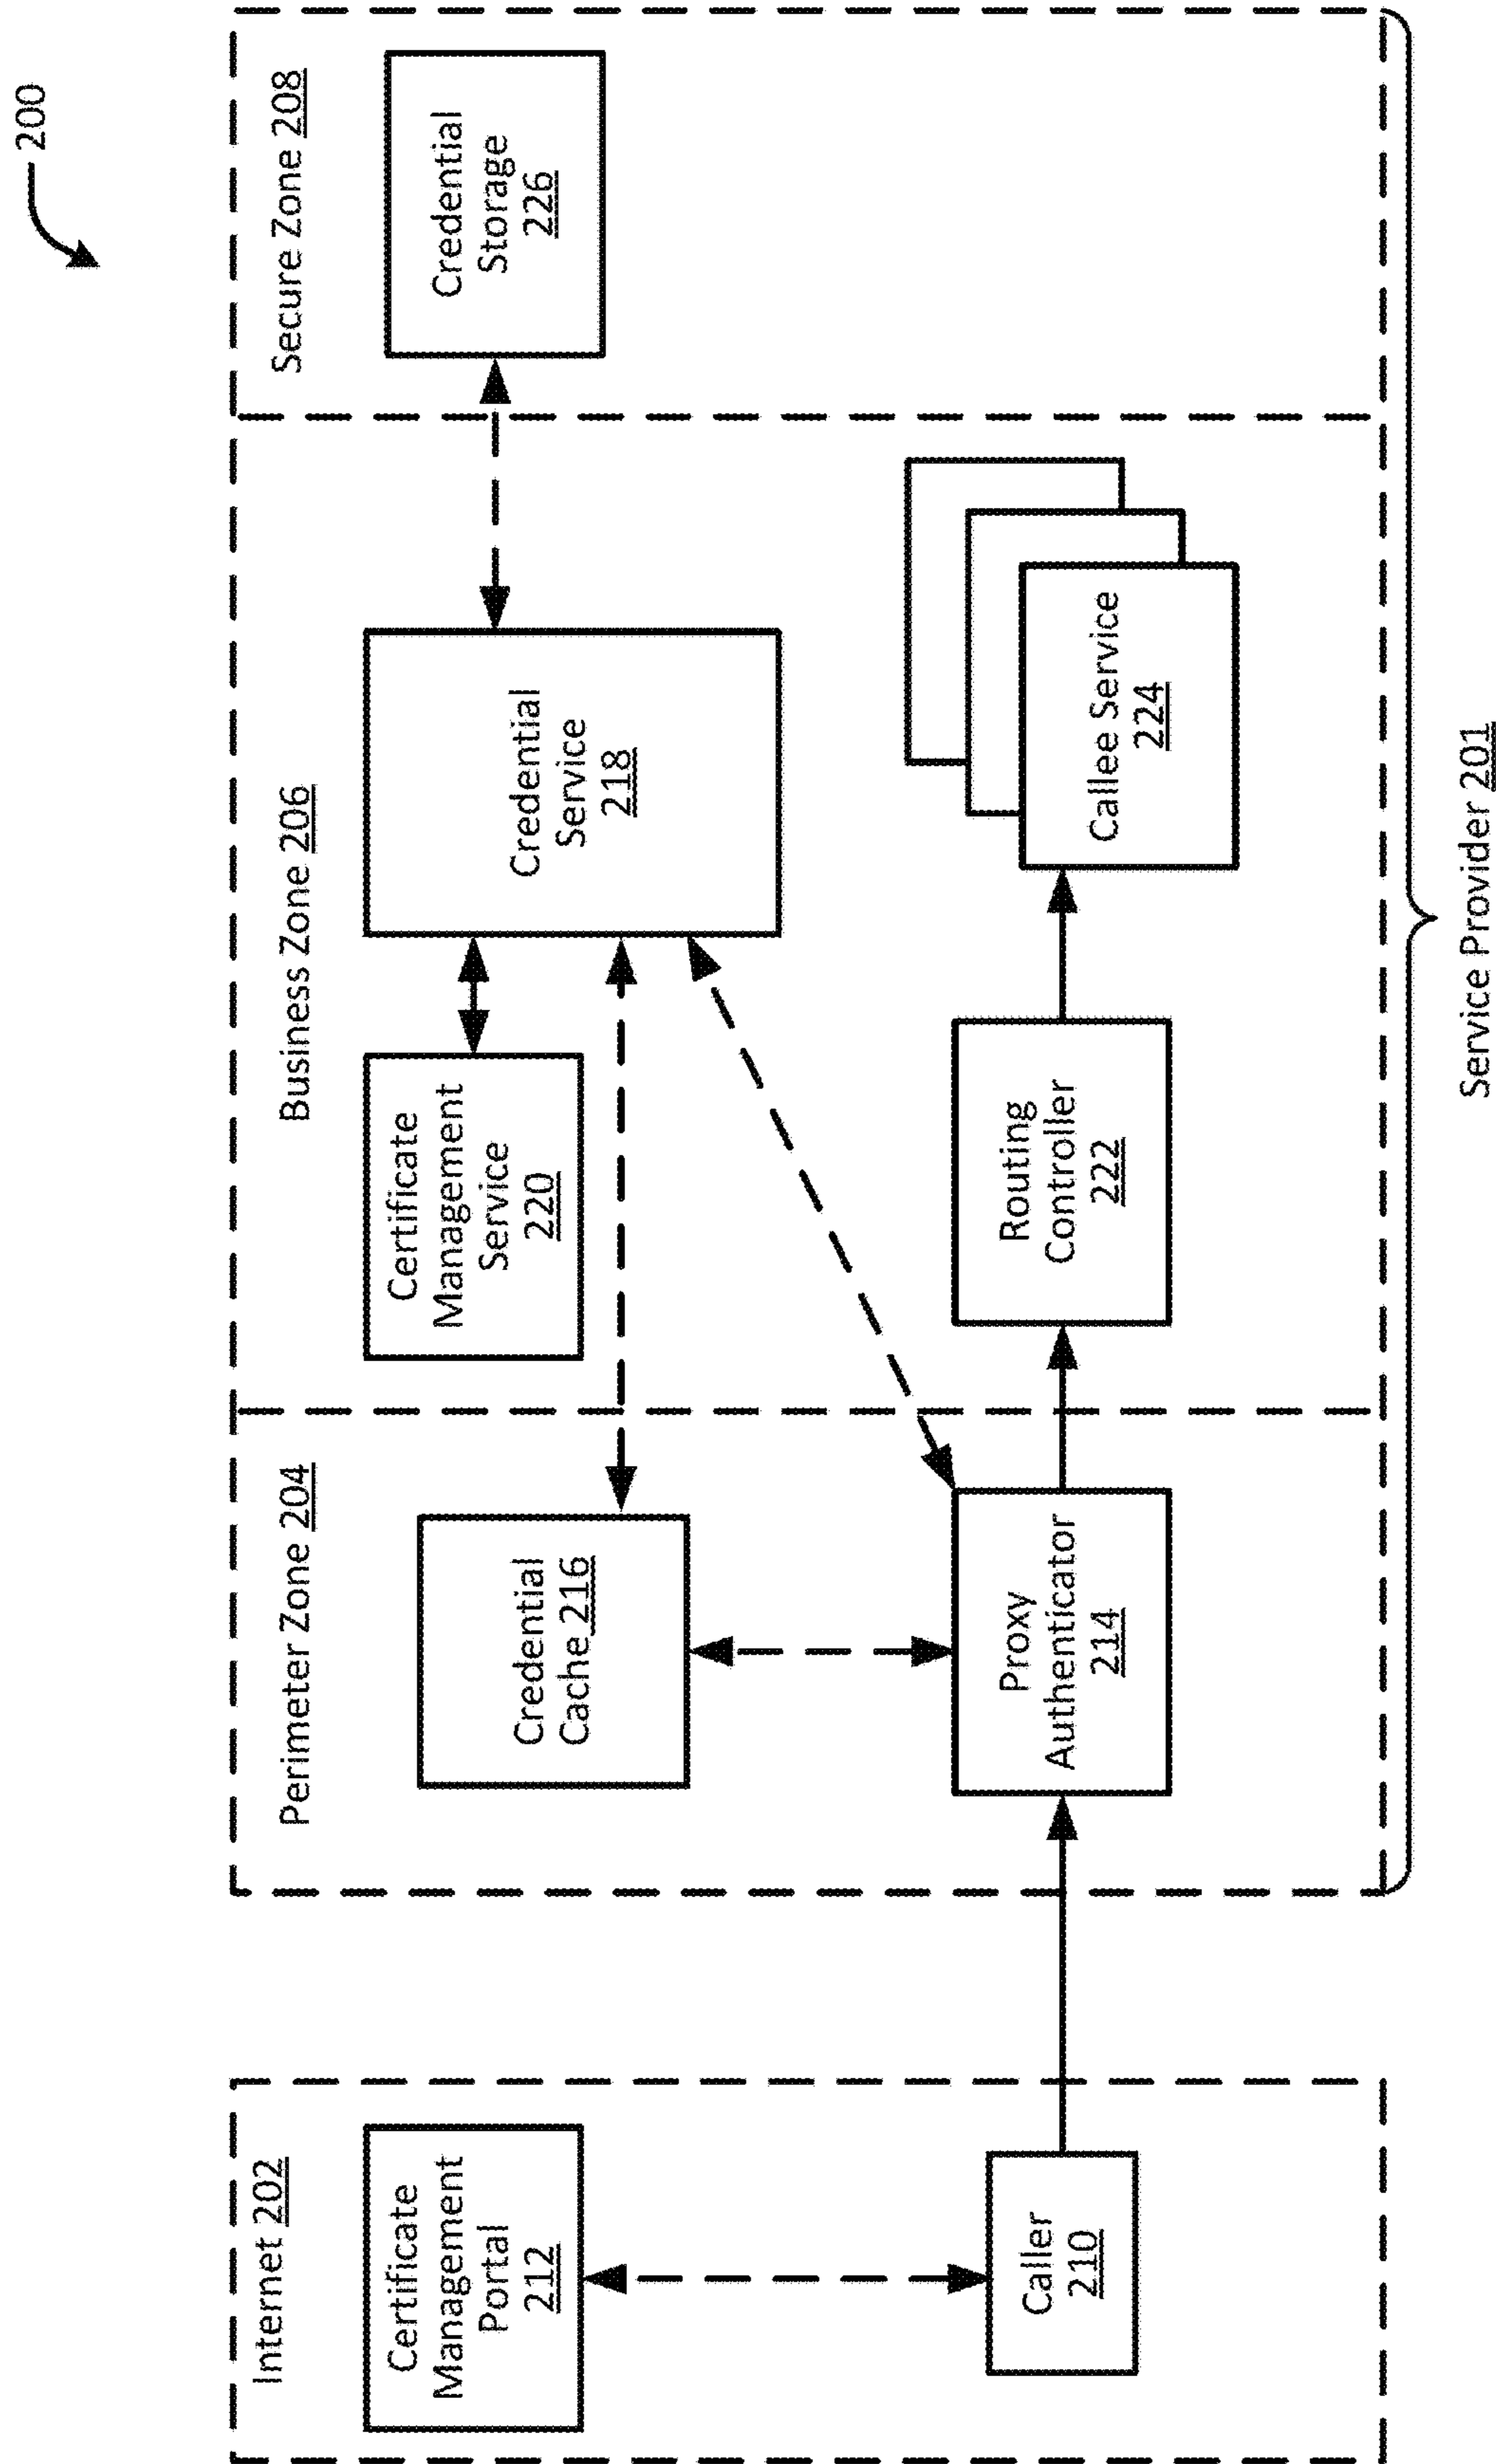 200
Internet 202
Certificate
Management
Portal
212
Caller
210
Perimeter Zone 204
Credential
Cache 216
Proxy
Authenticator
214
Business Zone 206
Certificate
Management
Service
220
Credential
Service
218
Routing
Controller
222
Callee Service
224
Secure Zone 208
Credential
Storage
226
Service Provider 201